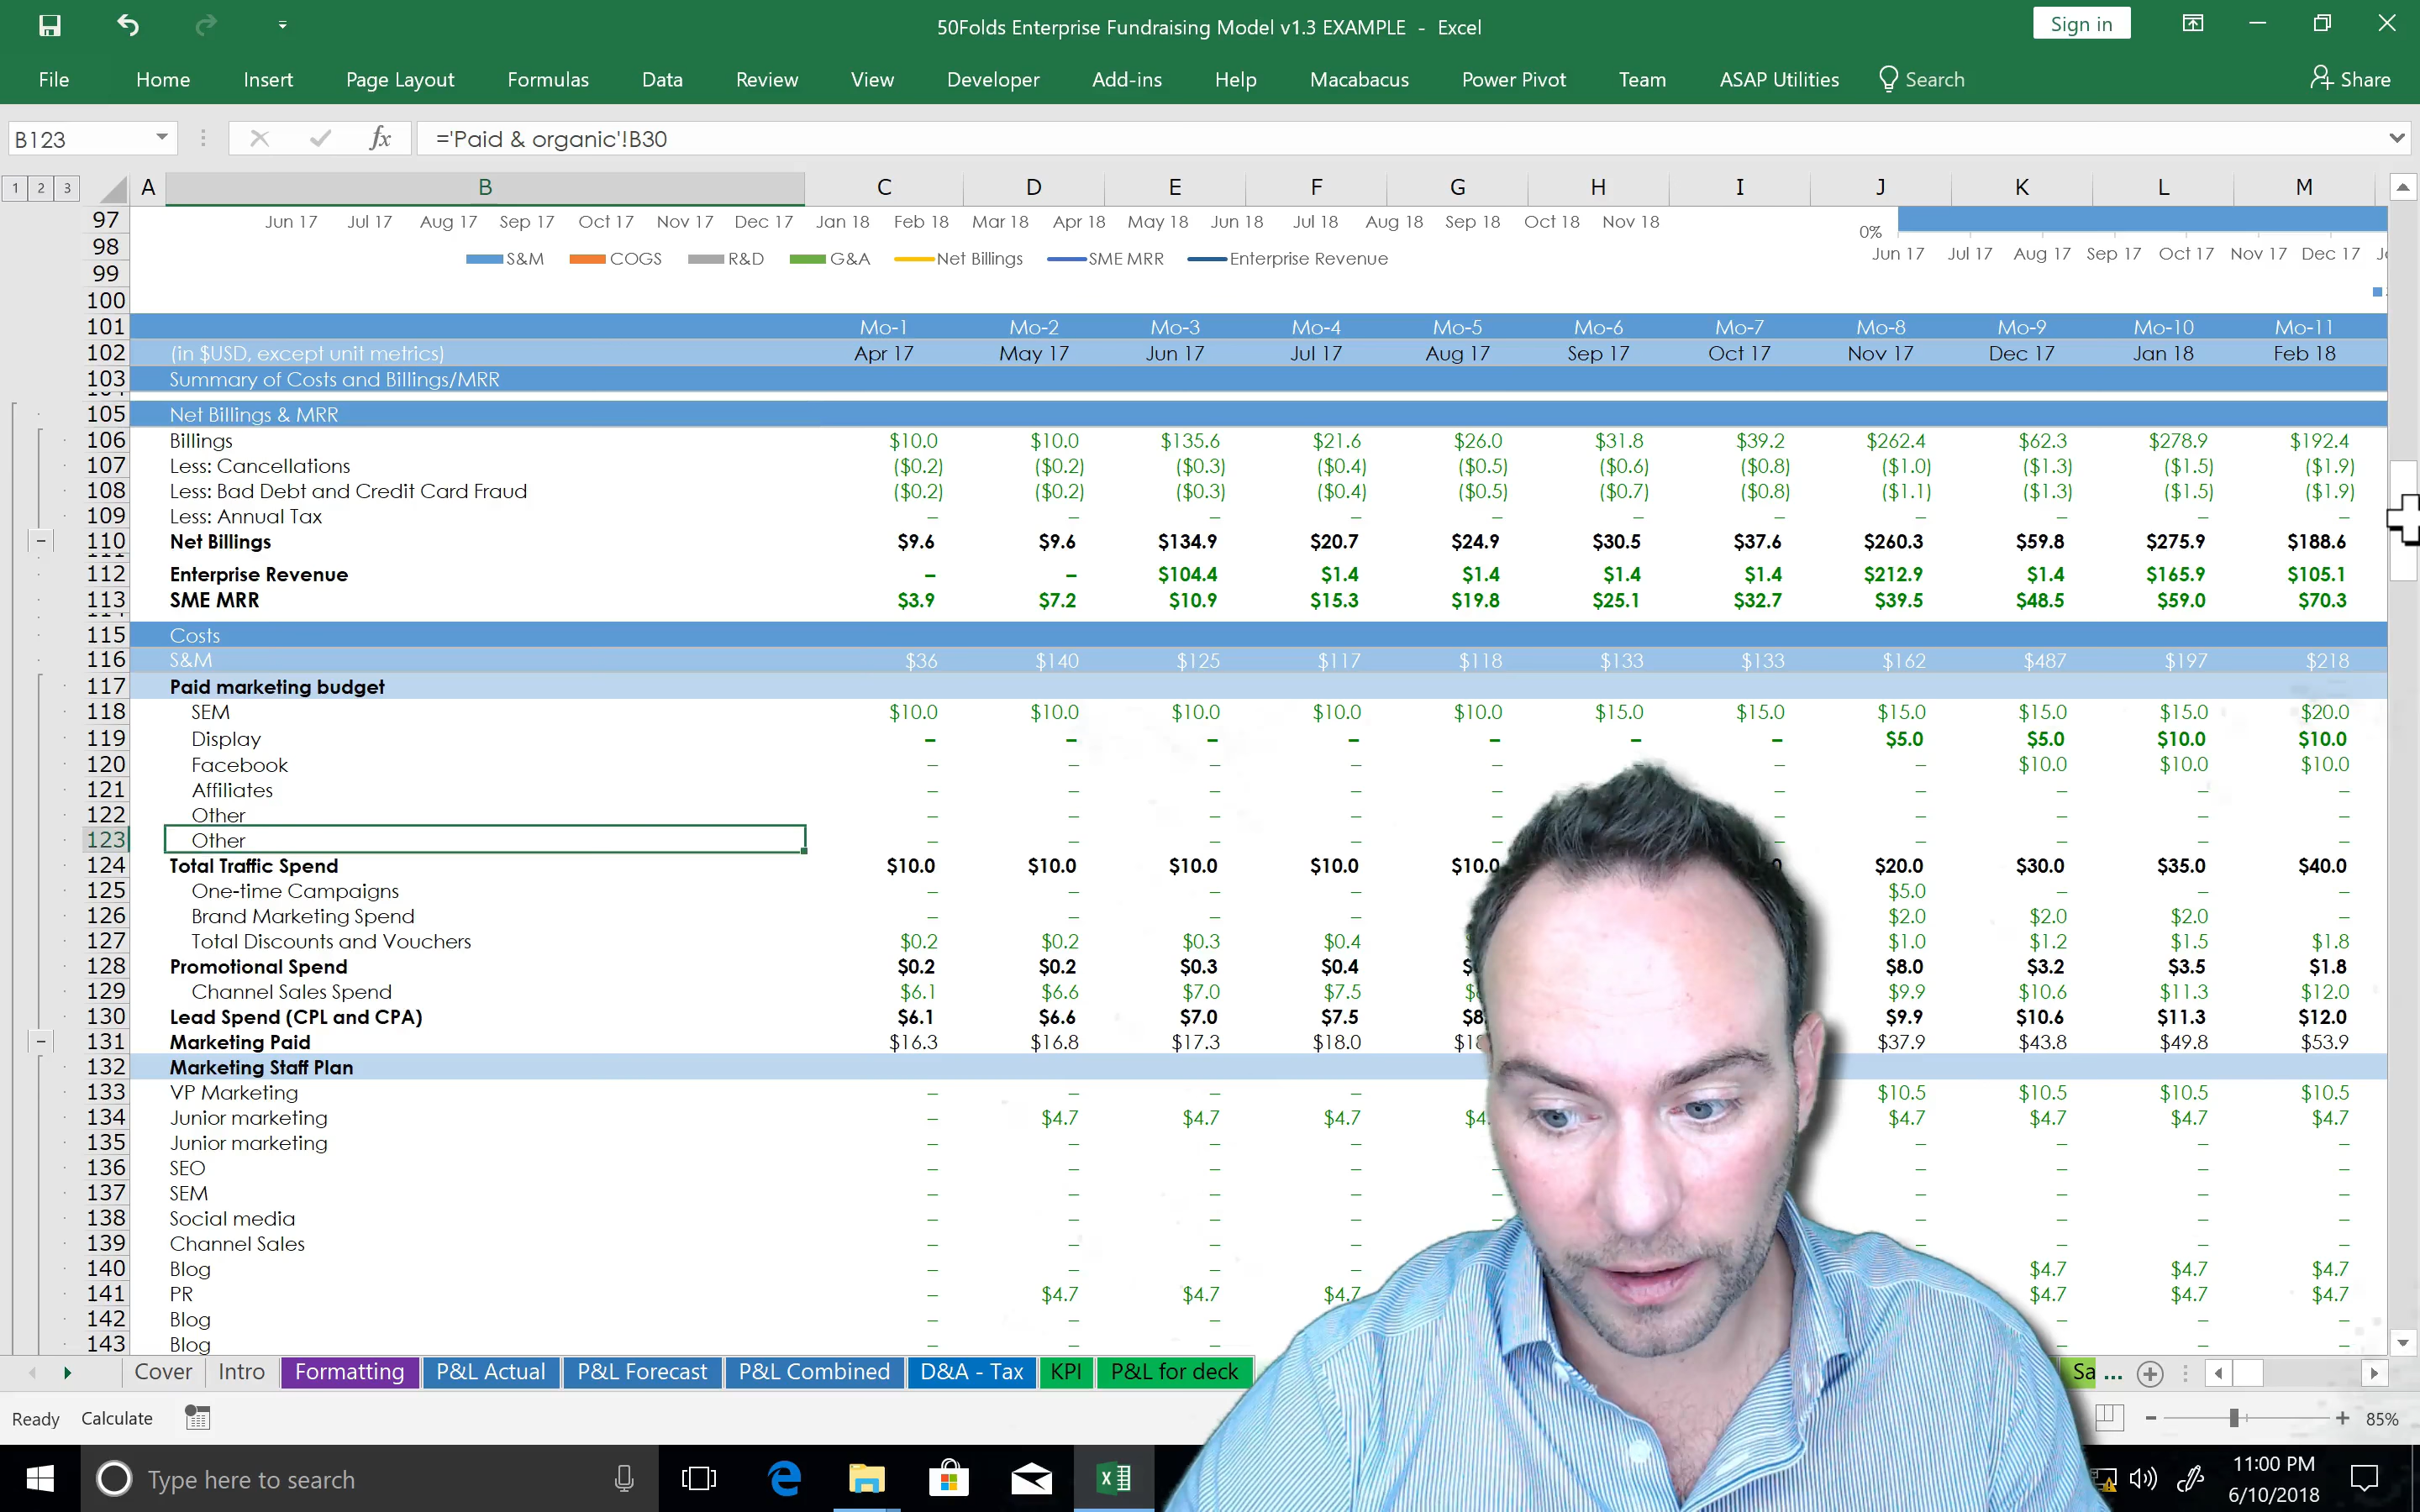 50Folds Enterprise Fundraising Model v1.3 EXAMPLE - Excel Sign in
File Home Insert Page Layout Formulas Data Review View Developer Add-ins Help Macabacus Power Pivot Team ASAP Utilities Search Share
B123 fx ='Paid & organic'!B30
1 2 3 A B C D E F G H I J K L M
97 Jun 17 Jul 17 Aug 17 Sep 17 Oct 17 Nov 17 Dec 17 Jan 18 Feb 18 Mar 18 Apr 18 May 18 Jun 18 Jul 18 Aug 18 Sep 18 Oct 18 Nov 18 0%
98 S&M COGS R&D G&A Net Billings SME MRR Enterprise Revenue Jun 17 Jul 17 Aug 17 Sep 17 Oct 17 Nov 17 Dec 17
99
100
101 Mo-1 Mo-2 Mo-3 Mo-4 Mo-5 Mo-6 Mo-7 Mo-8 Mo-9 Mo-10 Mo-11
102 (in $USD, except unit metrics) Apr 17 May 17 Jun 17 Jul 17 Aug 17 Sep 17 Oct 17 Nov 17 Dec 17 Jan 18 Feb 18
103 Summary of Costs and Billings/MRR
105 Net Billings & MRR
106 Billings $10.0 $10.0 $135.6 $21.6 $26.0 $31.8 $39.2 $262.4 $62.3 $278.9 $192.4
107 Less: Cancellations ($0.2) ($0.2) ($0.3) ($0.4) ($0.5) ($0.6) ($0.8) ($1.0) ($1.3) ($1.5) ($1.9)
108 Less: Bad Debt and Credit Card Fraud ($0.2) ($0.2) ($0.3) ($0.4) ($0.5) ($0.7) ($0.8) ($1.1) ($1.3) ($1.5) ($1.9)
109 Less: Annual Tax – – – – – – – – – – –
110 Net Billings $9.6 $9.6 $134.9 $20.7 $24.9 $30.5 $37.6 $260.3 $59.8 $275.9 $188.6
112 Enterprise Revenue – – $104.4 $1.4 $1.4 $1.4 $1.4 $212.9 $1.4 $165.9 $105.1
113 SME MRR $3.9 $7.2 $10.9 $15.3 $19.8 $25.1 $32.7 $39.5 $48.5 $59.0 $70.3
115 Costs
116 S&M $36 $140 $125 $117 $118 $133 $133 $162 $487 $197 $218
117 Paid marketing budget
118 SEM $10.0 $10.0 $10.0 $10.0 $10.0 $15.0 $15.0 $15.0 $15.0 $15.0 $20.0
119 Display – – – – – – – $5.0 $5.0 $10.0 $10.0
120 Facebook – – – – – – – – $10.0 $10.0 $10.0
121 Affiliates – – – – – – – – – –
122 Other – – – – – – – – – –
123 Other – – – – – – – – – –
124 Total Traffic Spend $10.0 $10.0 $10.0 $10.0 $10.0 $20.0 $30.0 $35.0 $40.0
125 One-time Campaigns – – – – $5.0 – – –
126 Brand Marketing Spend – – – – $2.0 $2.0 $2.0 –
127 Total Discounts and Vouchers $0.2 $0.2 $0.3 $0.4 $1.0 $1.2 $1.5 $1.8
128 Promotional Spend $0.2 $0.2 $0.3 $0.4 $8.0 $3.2 $3.5 $1.8
129 Channel Sales Spend $6.1 $6.6 $7.0 $7.5 $9.9 $10.6 $11.3 $12.0
130 Lead Spend (CPL and CPA) $6.1 $6.6 $7.0 $7.5 $9.9 $10.6 $11.3 $12.0
131 Marketing Paid $16.3 $16.8 $17.3 $18.0 $37.9 $43.8 $49.8 $53.9
132 Marketing Staff Plan
133 VP Marketing – – – – $10.5 $10.5 $10.5 $10.5
134 Junior marketing – $4.7 $4.7 $4.7 $4.7 $4.7 $4.7 $4.7
135 Junior marketing – – – – – – – –
136 SEO – – – – – – – –
137 SEM – – – – – – – –
138 Social media – – – – – – – –
139 Channel Sales – – – – – – – –
140 Blog – – – – $4.7 $4.7 $4.7
141 PR – $4.7 $4.7 $4.7 $4.7 $4.7 $4.7
142 Blog – – – – – – –
143 Blog – – – – – – –
Cover Intro Formatting P&L Actual P&L Forecast P&L Combined D&A - Tax KPI P&L for deck Sa ...
Ready Calculate 85%
Type here to search 11:00 PM
6/10/2018